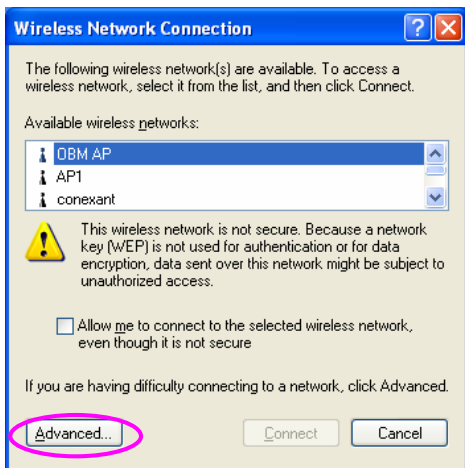 Wireless Network Connection
The following wireless network(s) are available. To access a
wireless network, select it from the list, and then click Connect.
Available wireless networks:
OBM AP
AP1
conexant
This wireless network is not secure. Because a network
key (WEP) is not used for authentication or for data
encryption, data sent over this network might be subject to
unauthorized access.
Allow me to connect to the selected wireless network,
even though it is not secure
If you are having difficulty connecting to a network, click Advanced.
Advanced... Connect Cancel